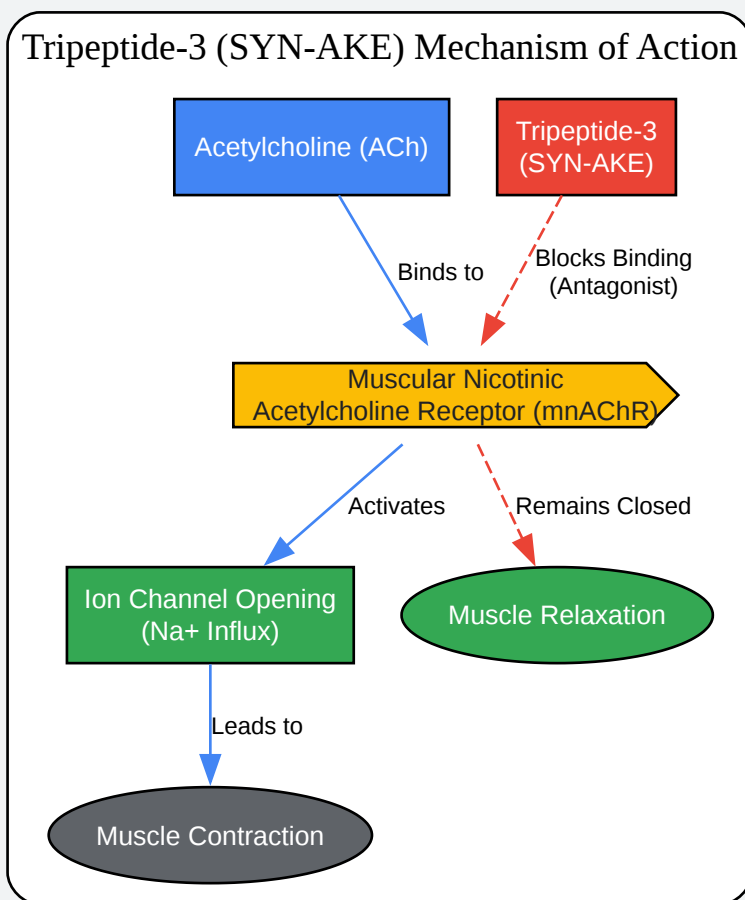 Tripeptide-3 (SYN-AKE) Mechanism of Action
Acetylcholine (ACh)
Tripeptide-3
(SYN-AKE)
Binds to
Blocks Binding
(Antagonist)
Muscular Nicotinic
Acetylcholine Receptor (mnAChR)
Activates
Remains Closed
Ion Channel Opening
(Na+ Influx)
Muscle Relaxation
Leads to
Muscle Contraction